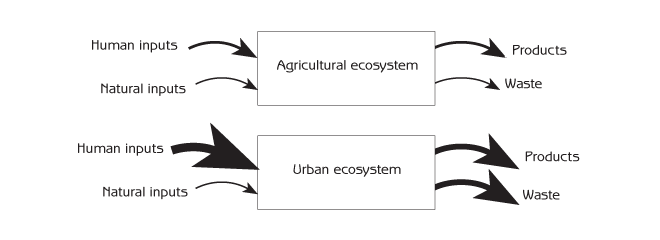 Human inputs
Agricultural ecosystem
Products
Natural inputs
Waste
Human inputs
Urban ecosystem
Products
Natural inputs
Waste